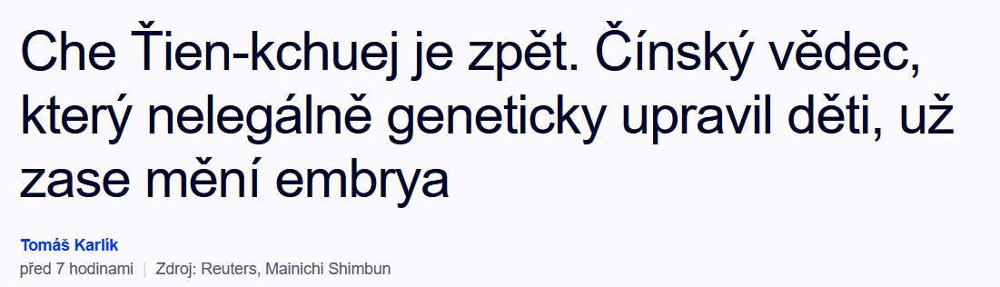 Che Ťien-kchuej je zpět. Čínský vědec,
který nelegálně geneticky upravil děti, už
zase mění embrya
Tomáš Karlík
před 7 hodinami | Zdroj: Reuters, Mainichi Shimbun